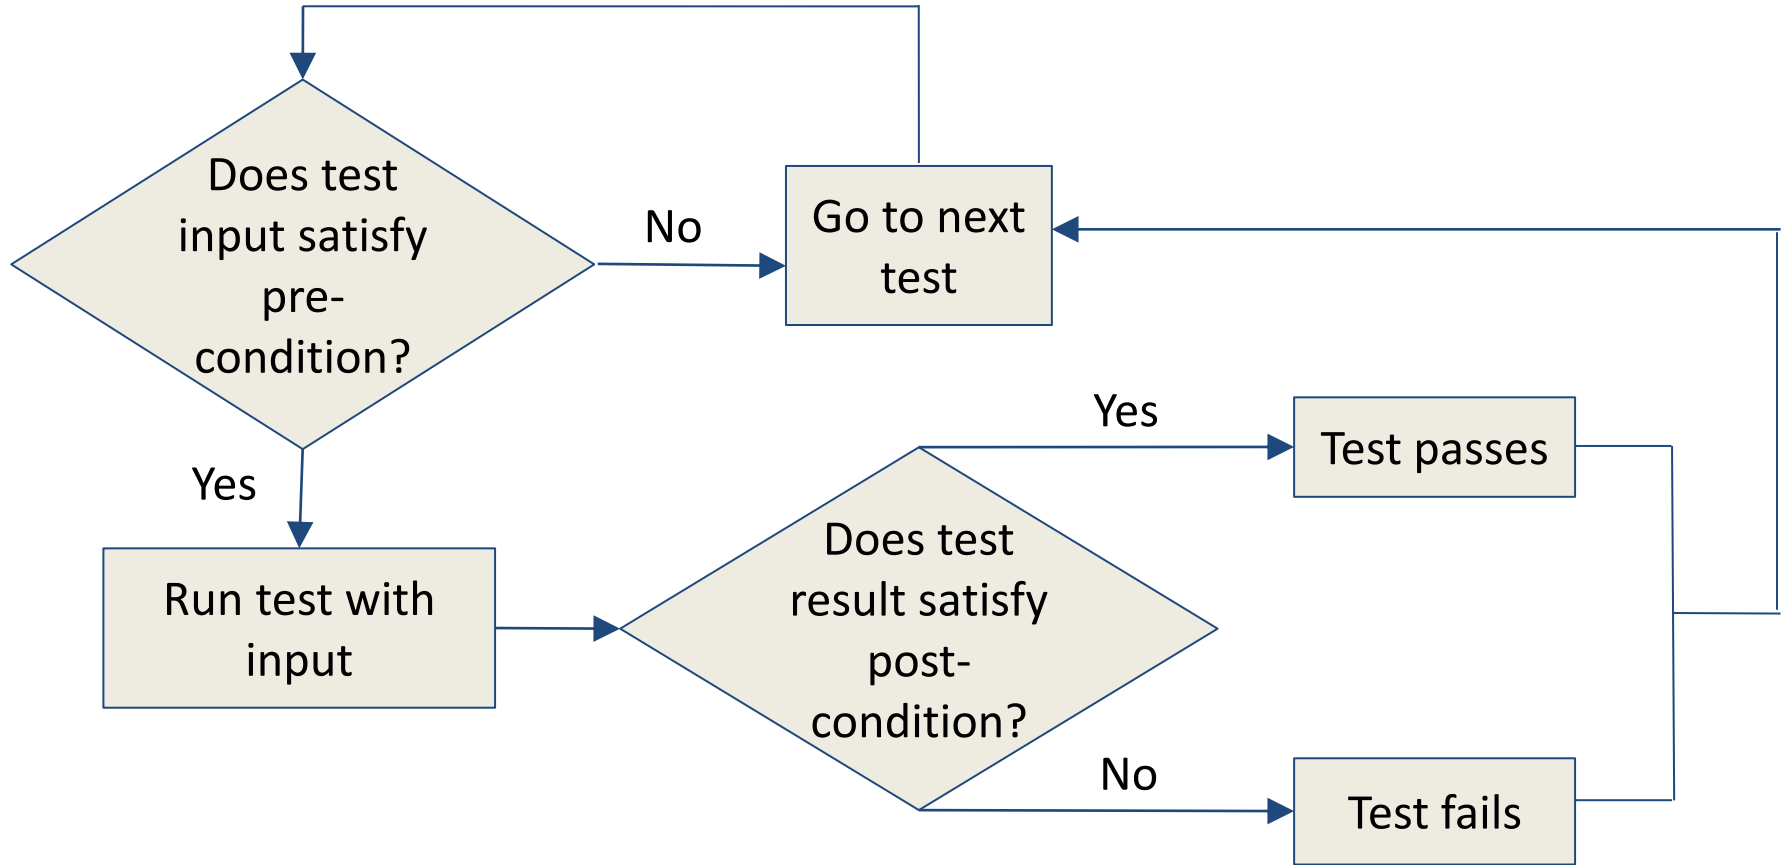 Does test
input satisfy
pre-
condition?
No
Go to next
test
Yes
Run test with
input
Does test
result satisfy
post-
condition?
Yes
Test passes
No
Test fails